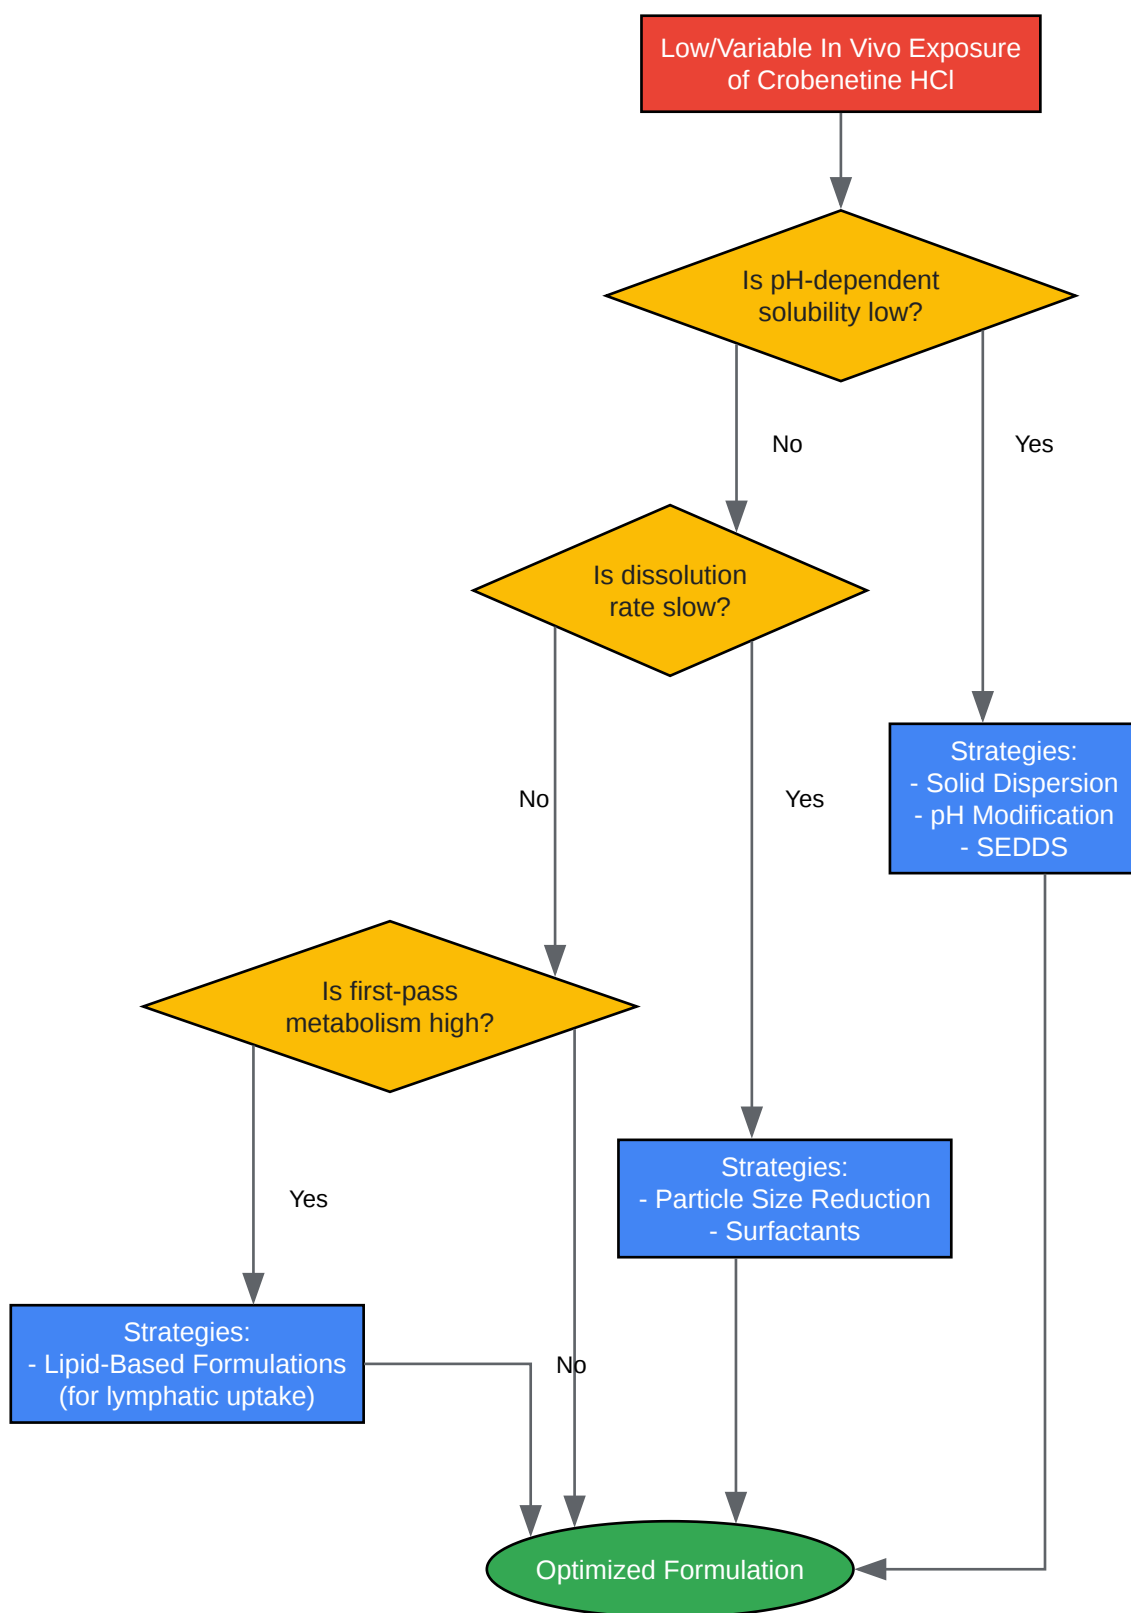 Low/Variable In Vivo Exposure
of Crobenetine HCl
Is pH-dependent
solubility low?
No
Yes
Is dissolution
rate slow?
Strategies:
- Solid Dispersion
- pH Modification
- SEDDS
No
Yes
Is first-pass
metabolism high?
Strategies:
- Particle Size Reduction
- Surfactants
Yes
Strategies:
- Lipid-Based Formulations
(for lymphatic uptake)
No
Optimized Formulation